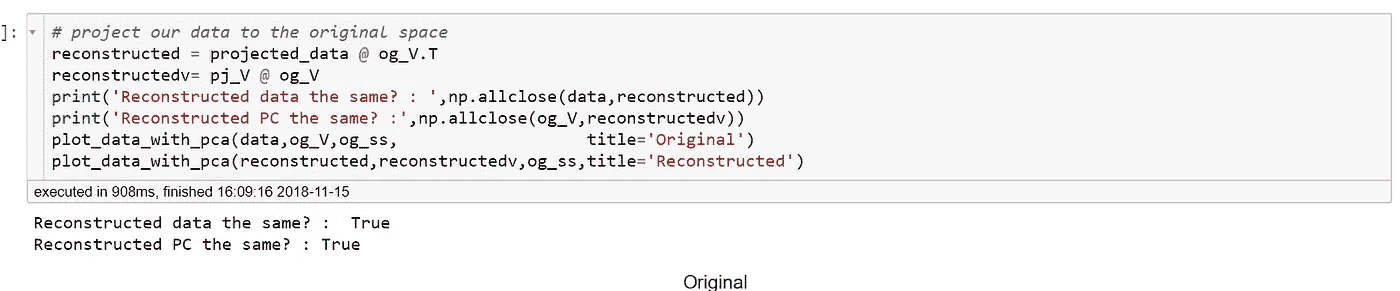 ]:
# project our data to the original space
reconstructed = projected_data @ og_V.T
reconstructedv= pj_V @ og_V
print('Reconstructed data the same? : ',np.allclose(data,reconstructed))
print('Reconstructed PC the same? :',np.allclose(og_V,reconstructedv))
plot_data_with_pca(data,og_V,og_ss,                   title='Original')
plot_data_with_pca(reconstructed,reconstructedv,og_ss,title='Reconstructed')
executed in 908ms, finished 16:09:16 2018-11-15
Reconstructed data the same? :  True
Reconstructed PC the same? : True
Original